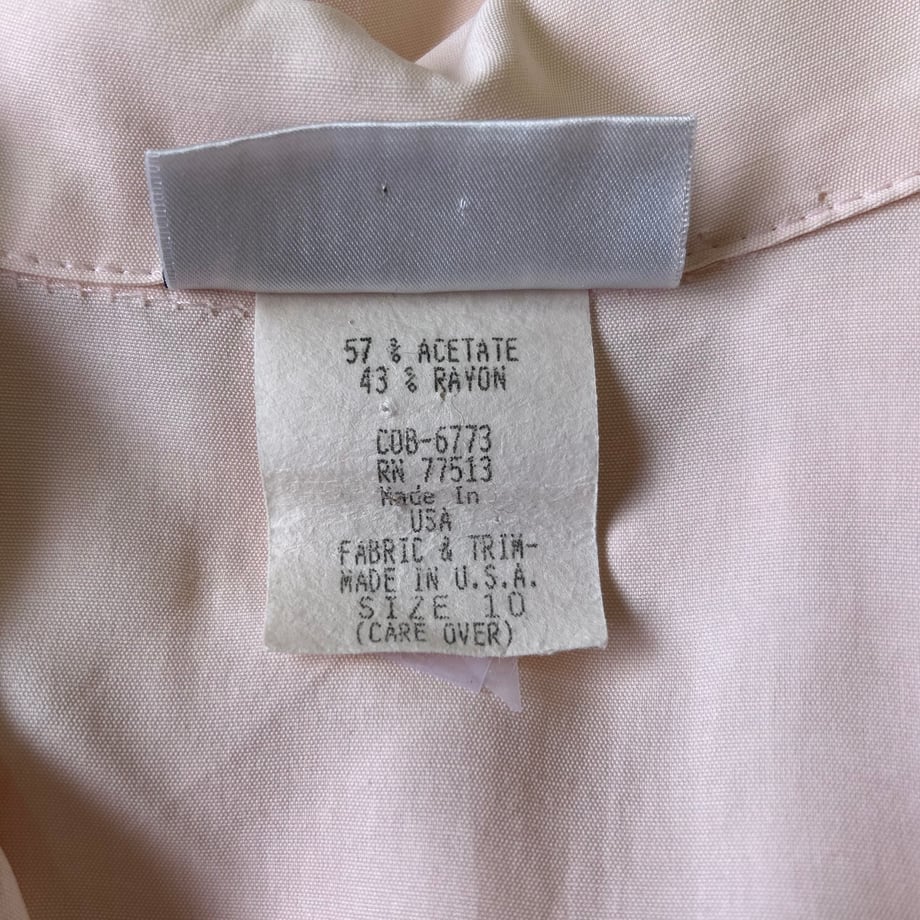 57 % ACETATE
43 % RAYON
COB-6773
RN 77513
Made In
USA
FABRIC & TRIM-
MADE IN U.S.A.
SIZE 10
(CARE OVER)